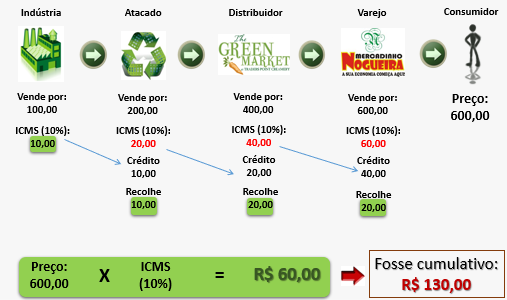 Indústria
Atacado
Distribuidor
Varejo
Consumidor
The
GREEN
MARKET
MERCADINHO
NOGUEIRA
A SUA ECONOMIA COMEÇA AQUI!
Vende por:
100,00
Vende por:
200,00
Vende por:
400,00
Vende por:
600,00
Preço:
600,00
ICMS (10%):
10,00
ICMS (10%):
20,00
ICMS (10%):
40,00
ICMS (10%):
60,00
Crédito
10,00
Crédito
20,00
Crédito
40,00
Recolhe
10,00
Recolhe
20,00
Recolhe
20,00
Preço:
600,00
X
ICMS
(10%)
=
R$ 60,00
Fosse cumulativo:
R$ 130,00